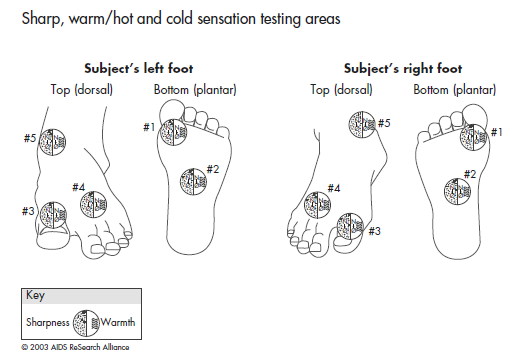 Sharp, warm/hot and cold sensation testing areas
Subject's left foot
Subject's right foot
Top (dorsal)
Bottom (plantar)
Top (dorsal)
Bottom (plantar)
#5
#1
#2
#4
#3
#5
#1
#2
#4
#3
Key
Sharpness
Warmth
© 2003 AIDS ReSearch Alliance